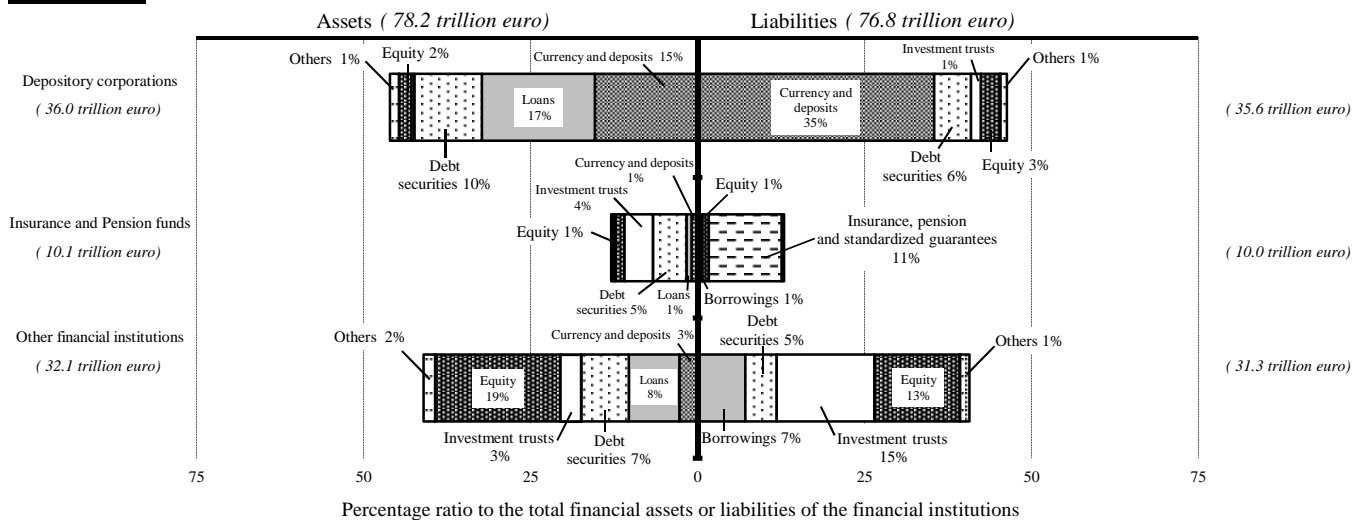 Assets ( 78.2 trillion euro)
Liabilities ( 76.8 trillion euro)
75
50
25
0
25
50
75
Depository corporations
( 36.0 trillion euro)
Others 1%
Equity 2%
Currency and deposits 15%
Loans
17%
Debt
securities 10%
Currency and
deposits
35%
Investment trusts
1%
Others 1%
Debt
securities 6%
Equity 3%
( 35.6 trillion euro)
Insurance and Pension funds
( 10.1 trillion euro)
Currency and deposits
1%
Investment trusts
4%
Equity 1%
Debt
securities 5%
Loans
1%
Equity 1%
Insurance, pension
and standardized guarantees
11%
Borrowings 1%
( 10.0 trillion euro)
Other financial institutions
( 32.1 trillion euro)
Others 2%
Currency and deposits 3%
Equity
19%
Loans
8%
Investment trusts
3%
Debt
securities 7%
Debt
securities 5%
Others 1%
Equity
13%
Borrowings 7%
Investment trusts
15%
( 31.3 trillion euro)
Percentage ratio to the total financial assets or liabilities of the financial institutions